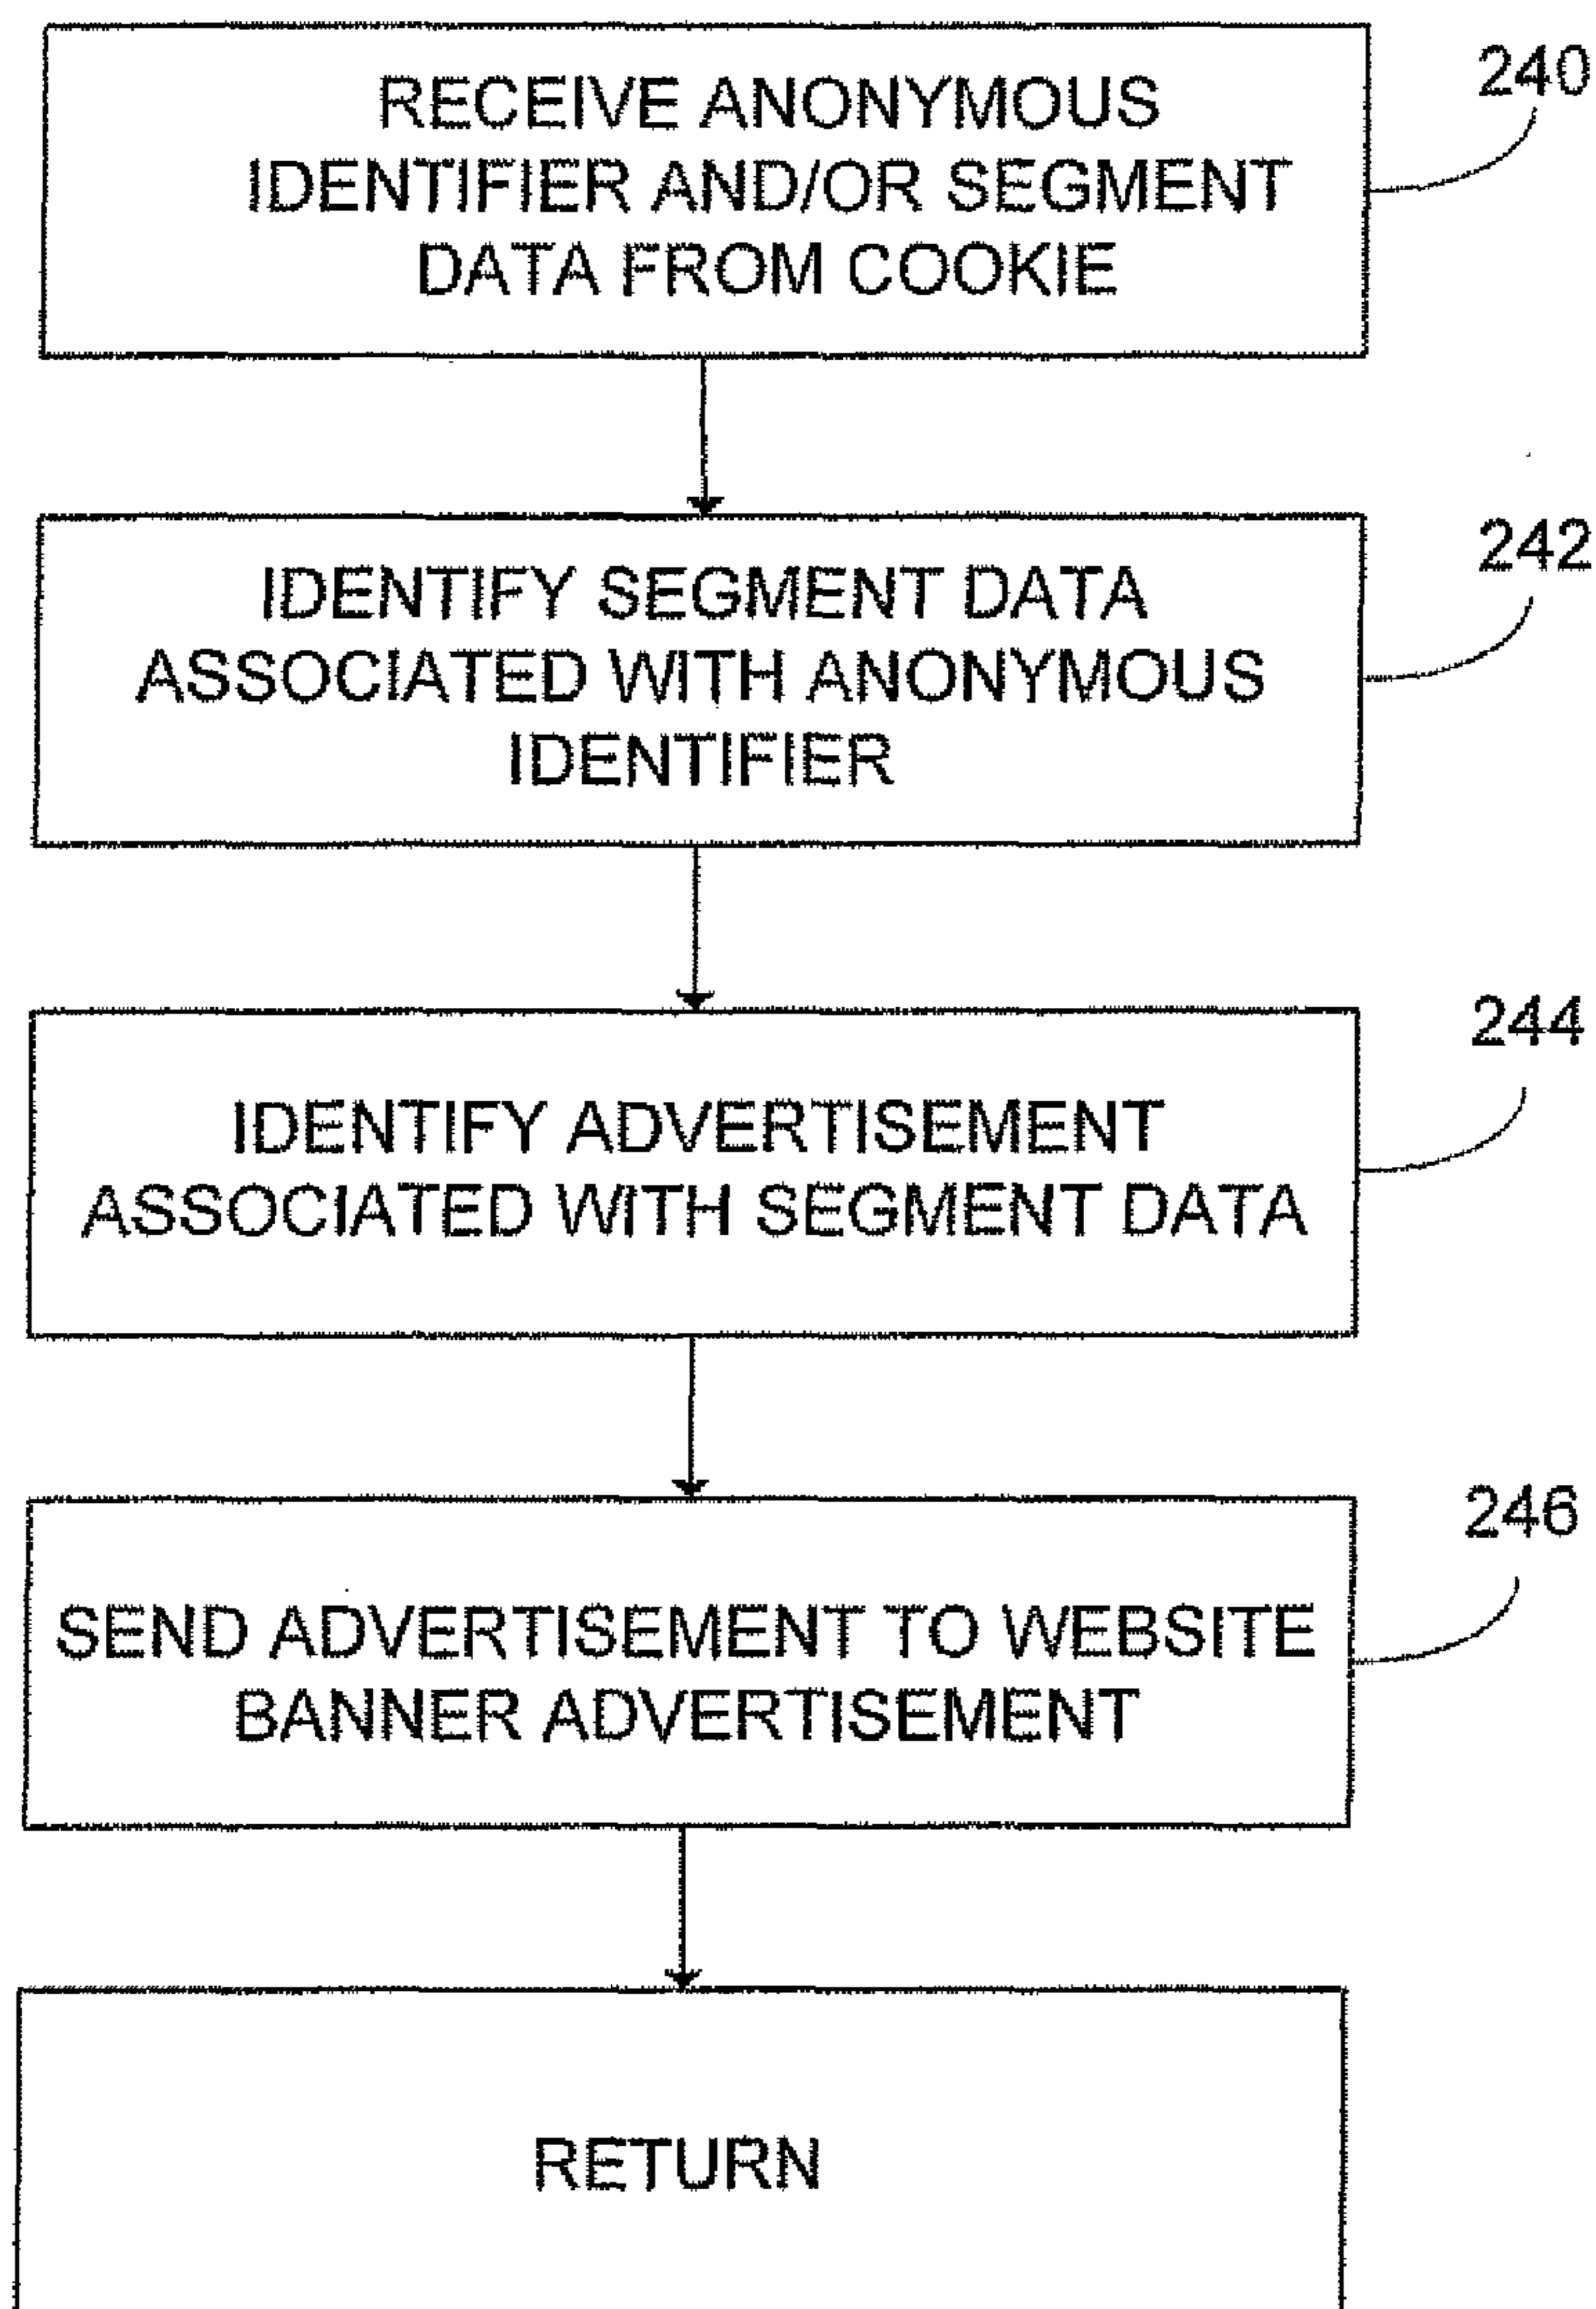 RECEIVE ANONYMOUS
IDENTIFIER AND/OR SEGMENT
DATA FROM COOKIE
240
IDENTIFY SEGMENT DATA
ASSOCIATED WITH ANONYMOUS
IDENTIFIER
242
IDENTIFY ADVERTISEMENT
ASSOCIATED WITH SEGMENT DATA
244
SEND ADVERTISEMENT TO WEBSITE
BANNER ADVERTISEMENT
246
RETURN